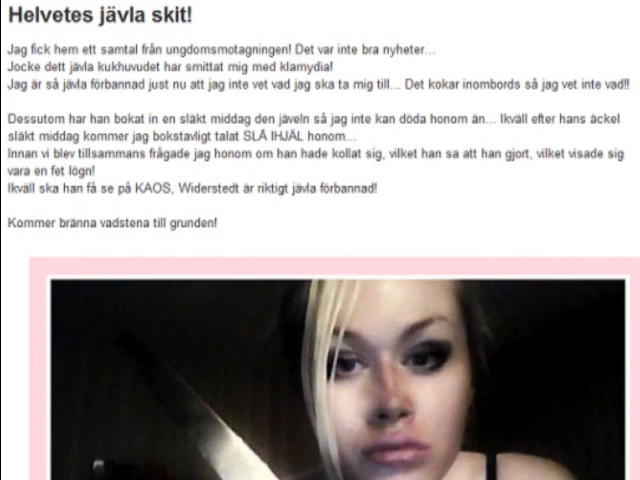 Helvetes jävla skit!
Jag fick hem ett samtal från ungdomsmotagningen! Det var inte bra nyheter...
Jocke dett jävla kukhuvudet har smittat mig med klamydia!
Jag är så jävla förbannad just nu att jag inte vet vad jag ska ta mig till... Det kokar inombords så jag vet inte vad!!
Dessutom har han bokat in en släkt middag den jäveln så jag inte kan döda honom än... Ikväll efter hans äckel
släkt middag kommer jag bokstavligt talat SLÅ IHJÄL honom...
Innan vi blev tillsammans frågade jag honom om han hade kollat sig, vilket han sa att han gjort, vilket visade sig
vara en fet lögn!
Ikväll ska han få se på KAOS, Widerstedt är riktigt jävla förbannad!
Kommer bränna vadstena till grunden!